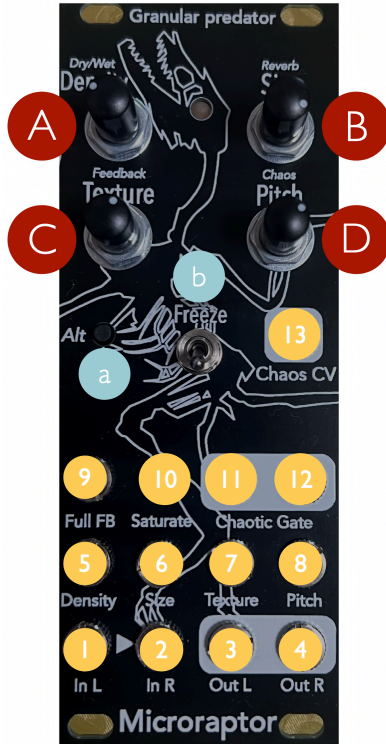 Granular predator
Dry/Wet Reverb
A B
Feedback Chaos
Texture Pitch
C D
b
Freeze
Alt 13
a Chaos CV
9 10 11 12
Full FB Saturate Chaotic Gate
5 6 7 8
Density Size Texture Pitch
1 2 3 4
In L In R Out L Out R
Microraptor